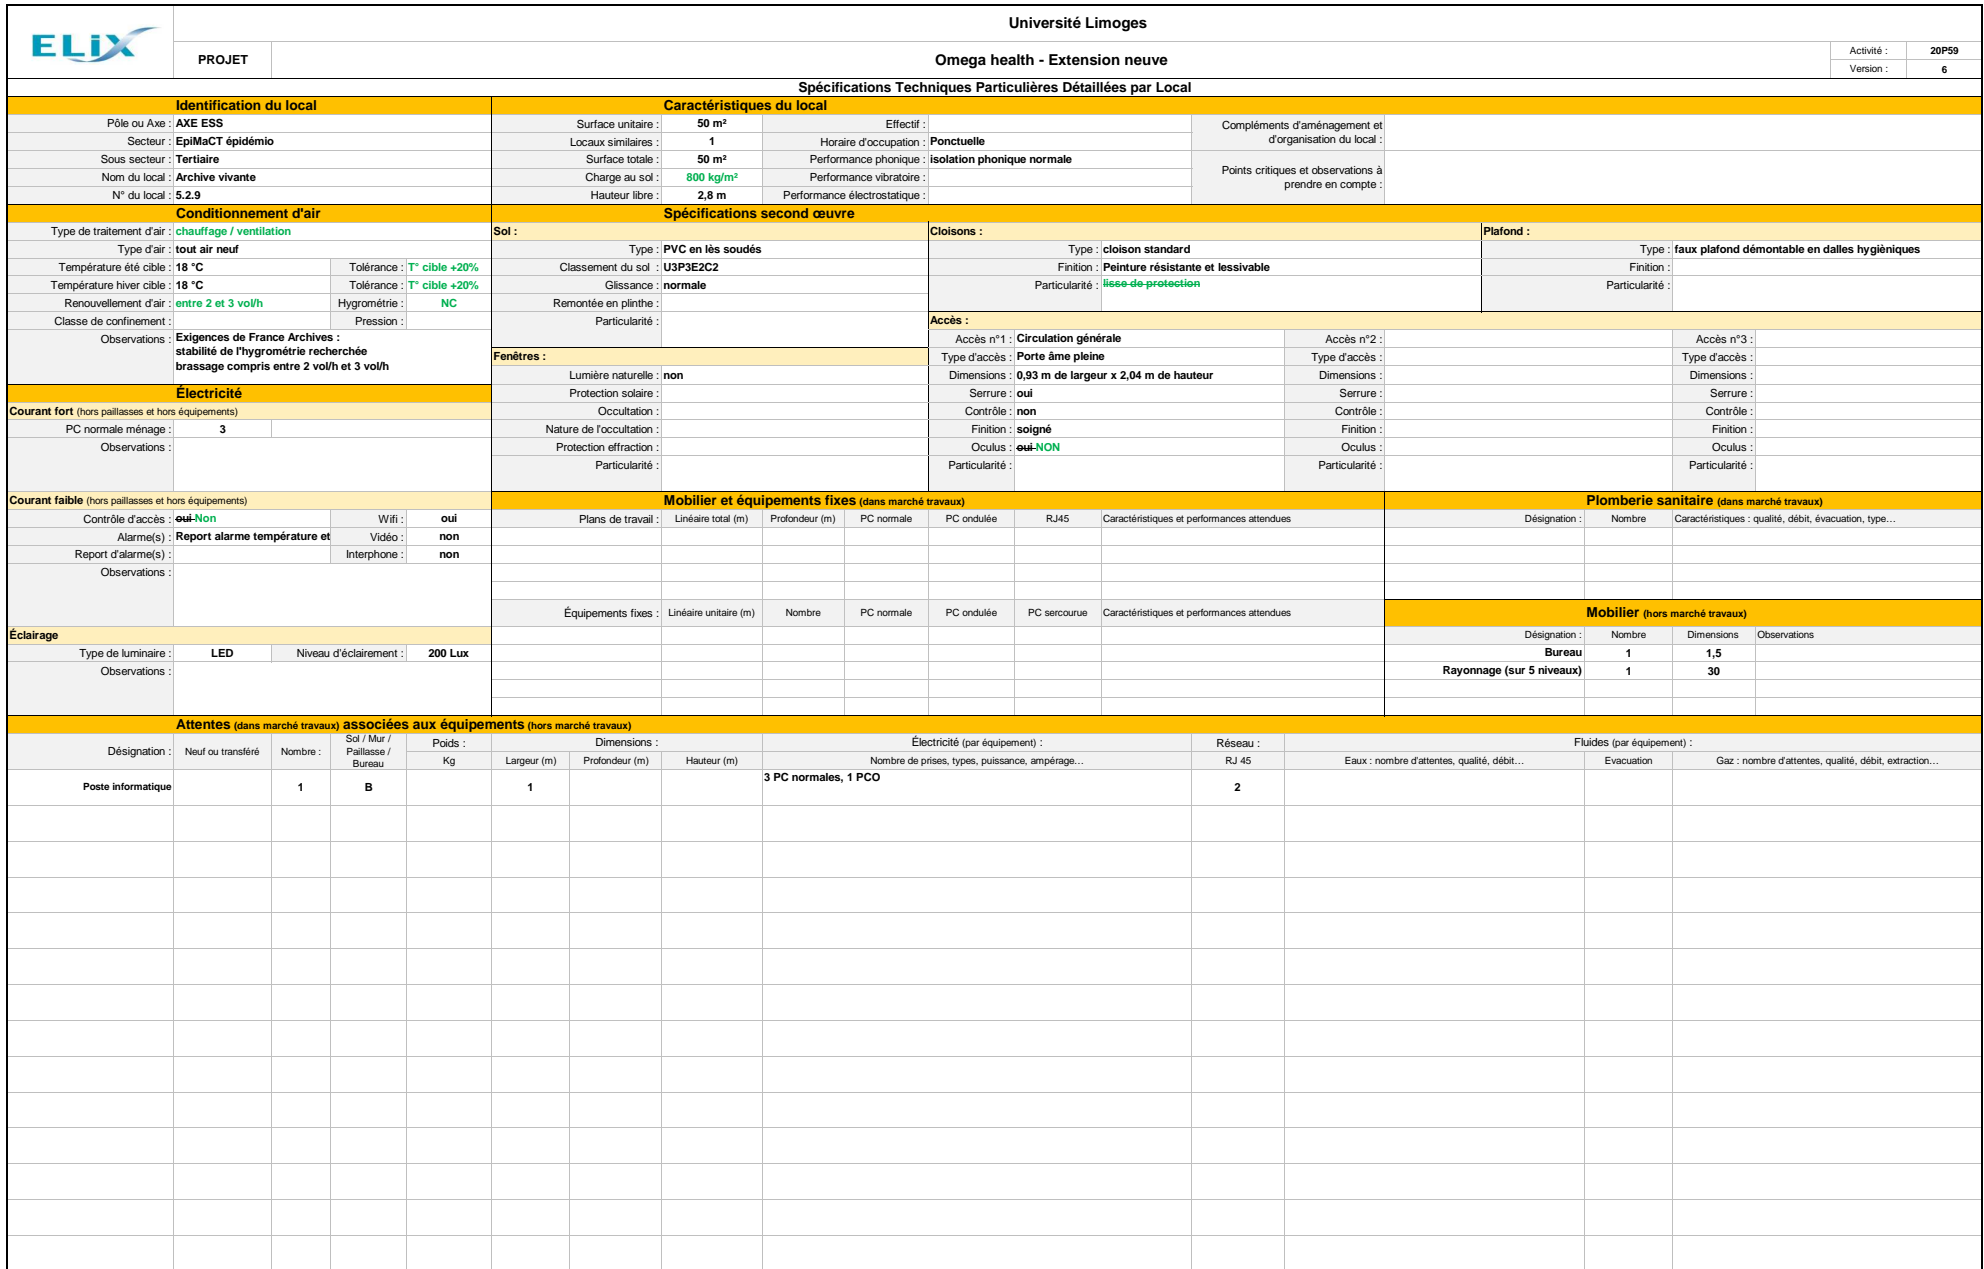 ELiX
Université Limoges
PROJET
Omega health - Extension neuve
Activité : 20P59
Version : 6
Spécifications Techniques Particulières Détaillées par Local
Identification du local
Caractéristiques du local
Pôle ou Axe : AXE ESS
Secteur : EpiMaCT épidémio
Sous secteur : Tertiaire
Nom du local : Archive vivante
N° du local : 5.2.9
Surface unitaire : 50 m²
Locaux similaires : 1
Surface totale : 50 m²
Charge au sol : 800 kg/m²
Hauteur libre : 2,8 m
Effectif :
Horaire d'occupation : Ponctuelle
Performance phonique : isolation phonique normale
Performance vibratoire :
Performance électrostatique :
Compléments d'aménagement et
d'organisation du local :
Points critiques et observations à
prendre en compte :
Conditionnement d'air
Type de traitement d'air : chauffage / ventilation
Type d'air : tout air neuf
Température été cible : 18 °C Tolérance : T° cible +20%
Température hiver cible : 18 °C Tolérance : T° cible +20%
Renouvellement d'air : entre 2 et 3 vol/h Hygrométrie : NC
Classe de confinement : Pression :
Observations : Exigences de France Archives :
stabilité de l'hygrométrie recherchée
brassage compris entre 2 vol/h et 3 vol/h
Spécifications second œuvre
Sol :
Type : PVC en lès soudés
Classement du sol : U3P3E2C2
Glissance : normale
Remontée en plinthe :
Particularité :
Cloisons :
Type : cloison standard
Finition : Peinture résistante et lessivable
Particularité : lisse de protection
Plafond :
Type : faux plafond démontable en dalles hygièniques
Finition :
Particularité :
Fenêtres :
Lumière naturelle : non
Protection solaire :
Occultation :
Nature de l'occultation :
Protection effraction :
Particularité :
Accès :
Accès n°1 : Circulation générale
Type d'accès : Porte âme pleine
Dimensions : 0,93 m de largeur x 2,04 m de hauteur
Serrure : oui
Contrôle : non
Finition : soigné
Oculus : oui NON
Particularité :
Accès n°2 :
Type d'accès :
Dimensions :
Serrure :
Contrôle :
Finition :
Oculus :
Particularité :
Accès n°3 :
Type d'accès :
Dimensions :
Serrure :
Contrôle :
Finition :
Oculus :
Particularité :
Électricité
Courant fort (hors paillasses et hors équipements)
PC normale ménage : 3
Observations :
Courant faible (hors paillasses et hors équipements)
Contrôle d'accès : oui Non Wifi : oui
Alarme(s) : Report alarme température et Vidéo : non
Report d'alarme(s) : Interphone : non
Observations :
Éclairage
Type de luminaire : LED Niveau d'éclairement : 200 Lux
Observations :
Mobilier et équipements fixes (dans marché travaux)
Plans de travail : Linéaire total (m) Profondeur (m) PC normale PC ondulée RJ45 Caractéristiques et performances attendues
Équipements fixes : Linéaire unitaire (m) Nombre PC normale PC ondulée PC sercourue Caractéristiques et performances attendues
Plomberie sanitaire (dans marché travaux)
Désignation : Nombre Caractéristiques : qualité, débit, évacuation, type…
Mobilier (hors marché travaux)
Désignation : Nombre Dimensions Observations
Bureau 1 1,5
Rayonnage (sur 5 niveaux) 1 30
Attentes (dans marché travaux) associées aux équipements (hors marché travaux)
Désignation : Neuf ou transféré Nombre : Sol / Mur / Paillasse / Bureau Poids : Kg Dimensions : Largeur (m) Profondeur (m) Hauteur (m) Électricité (par équipement) : Nombre de prises, types, puissance, ampérage… Réseau : RJ 45 Fluides (par équipement) : Eaux : nombre d'attentes, qualité, débit… Evacuation Gaz : nombre d'attentes, qualité, débit, extraction…
Poste informatique 1 B 1 3 PC normales, 1 PCO 2